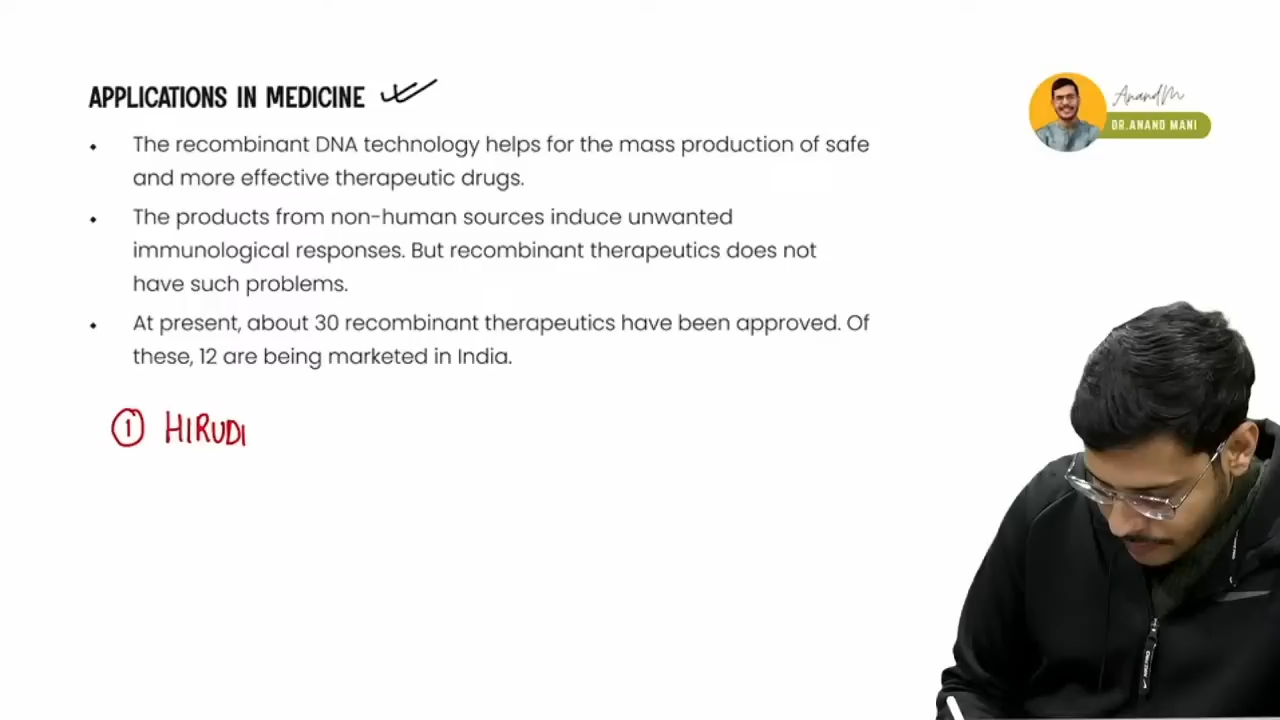 APPLICATIONS IN MEDICINE
AnandM
DR.ANAND MANI
• The recombinant DNA technology helps for the mass production of safe
and more effective therapeutic drugs.
• The products from non-human sources induce unwanted
immunological responses. But recombinant therapeutics does not
have such problems.
• At present, about 30 recombinant therapeutics have been approved. Of
these, 12 are being marketed in India.
① HIRUDI